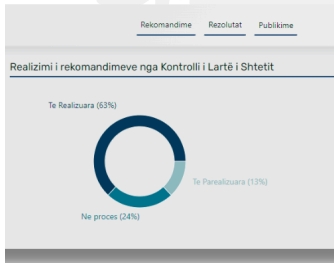 Rekomandime Rezolutat Publikime
Realizimi i rekomandimeve nga Kontrolli i Lartë i Shtetit
Te Realizuara (63%)
Te Parealizuara (13%)
Ne proces (24%)